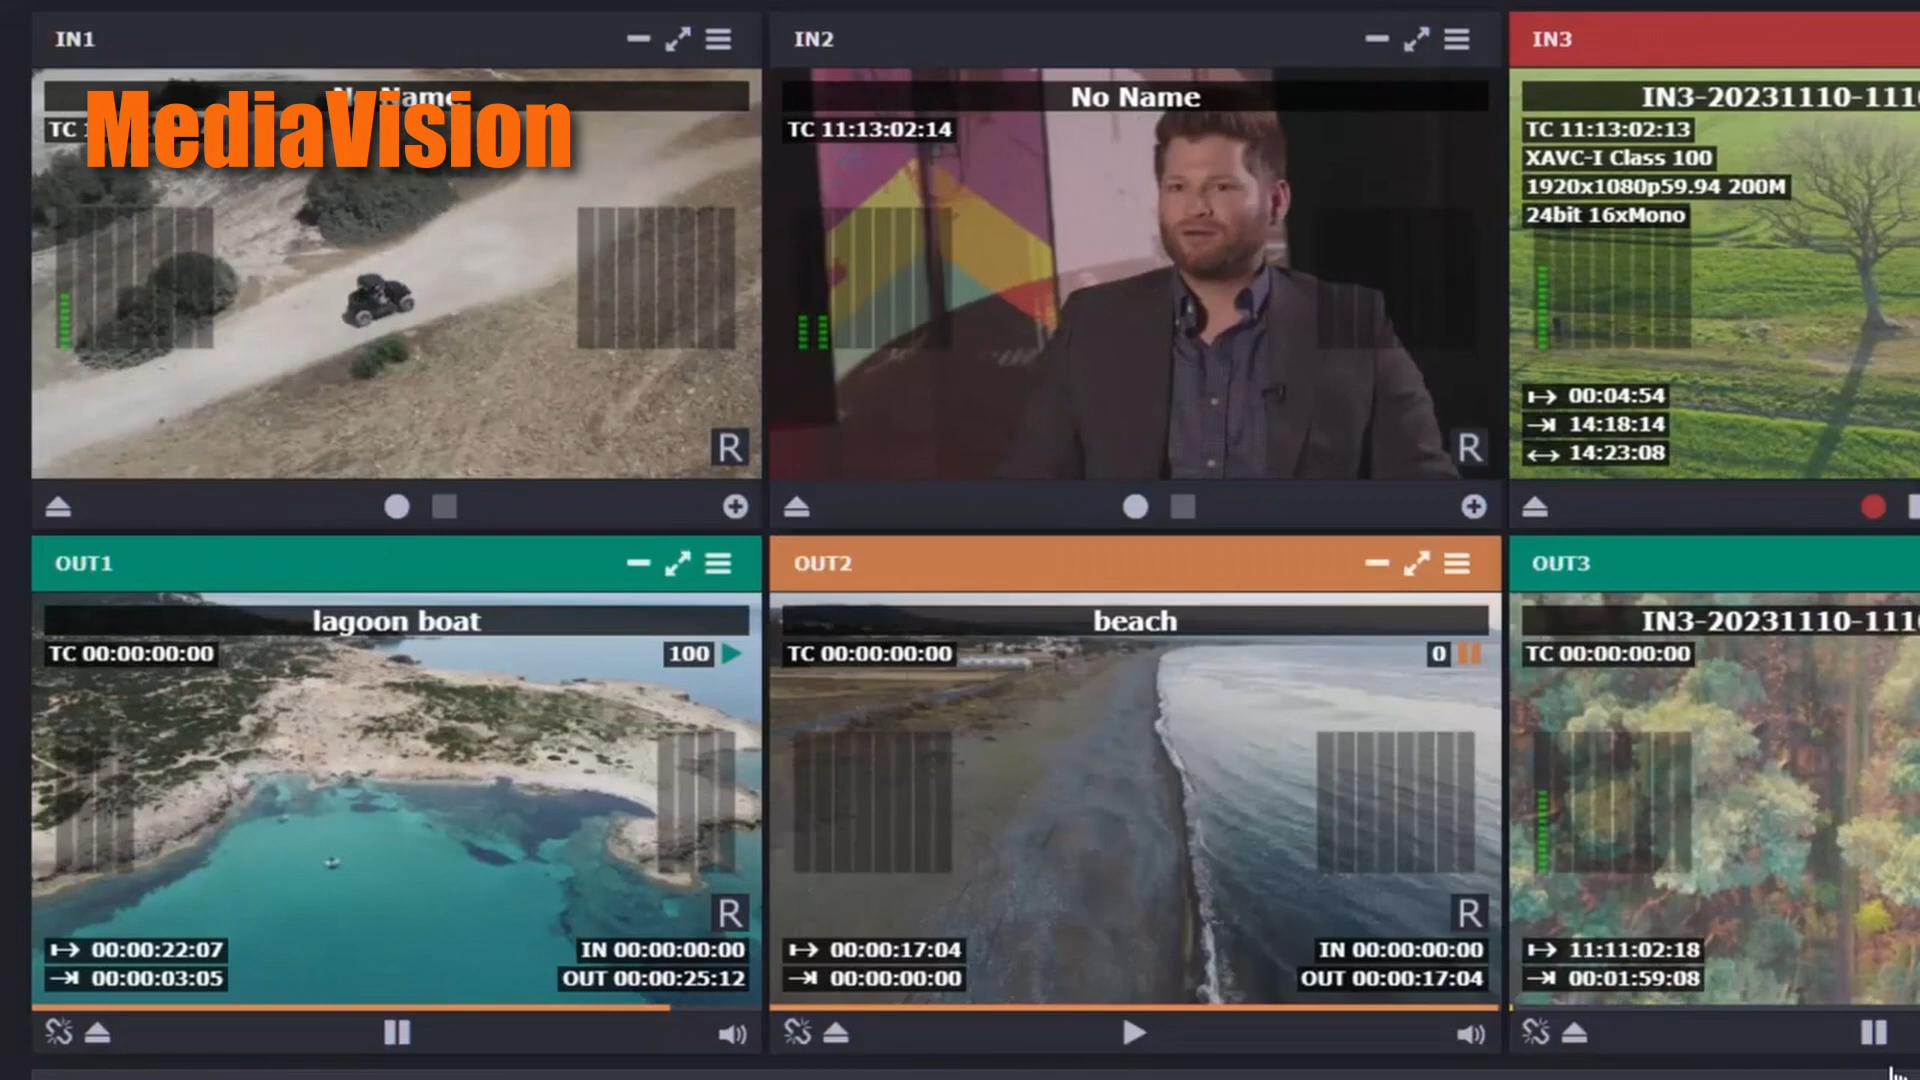 IN1
No Name
MediaVision
TC 1
R
IN2
No Name
TC 11:13:02:14
R
IN3
IN3-20231110-111
TC 11:13:02:13
XAVC-I Class 100
1920x1080p59.94 200M
24bit 16xMono
00:04:54
14:18:14
14:23:08
OUT1
lagoon boat
TC 00:00:00:00
100
R
00:00:22:07
IN 00:00:00:00
00:00:03:05
OUT 00:00:25:12
OUT2
beach
TC 00:00:00:00
0
R
00:00:17:04
IN 00:00:00:00
00:00:00:00
OUT 00:00:17:04
OUT3
IN3-20231110-111
TC 00:00:00:00
11:11:02:18
00:01:59:08